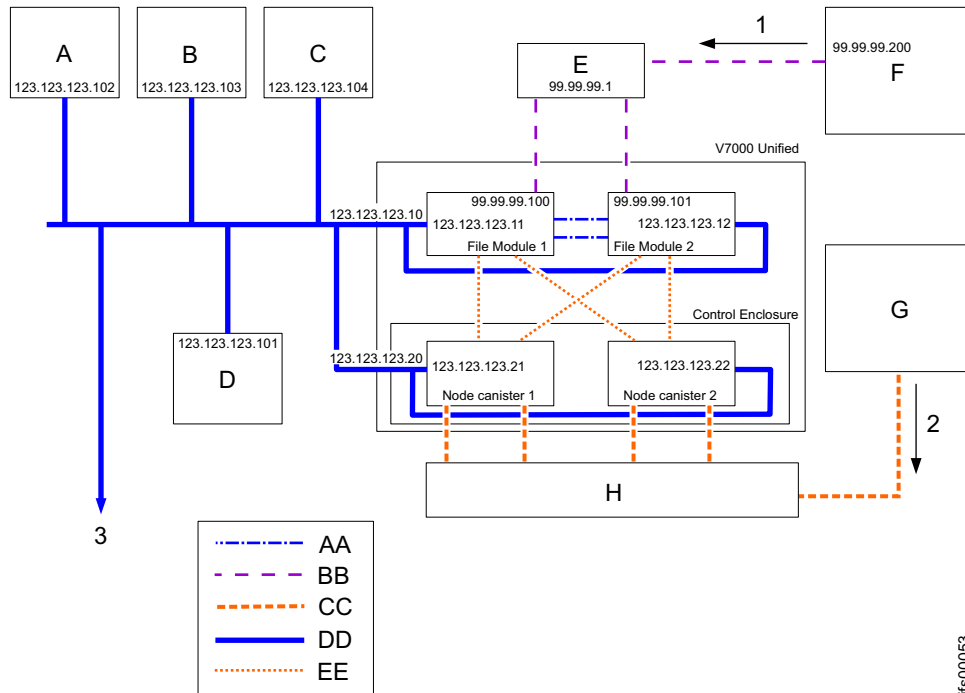 A
123.123.123.102
B
123.123.123.103
C
123.123.123.104
E
99.99.99.1
1
99.99.99.200
F
V7000 Unified
123.123.123.10
99.99.99.100
123.123.123.11
File Module 1
99.99.99.101
123.123.123.12
File Module 2
G
Control Enclosure
123.123.123.101
D
123.123.123.20
123.123.123.21
Node canister 1
123.123.123.22
Node canister 2
2
H
3
AA
BB
CC
DD
EE
ifs00053